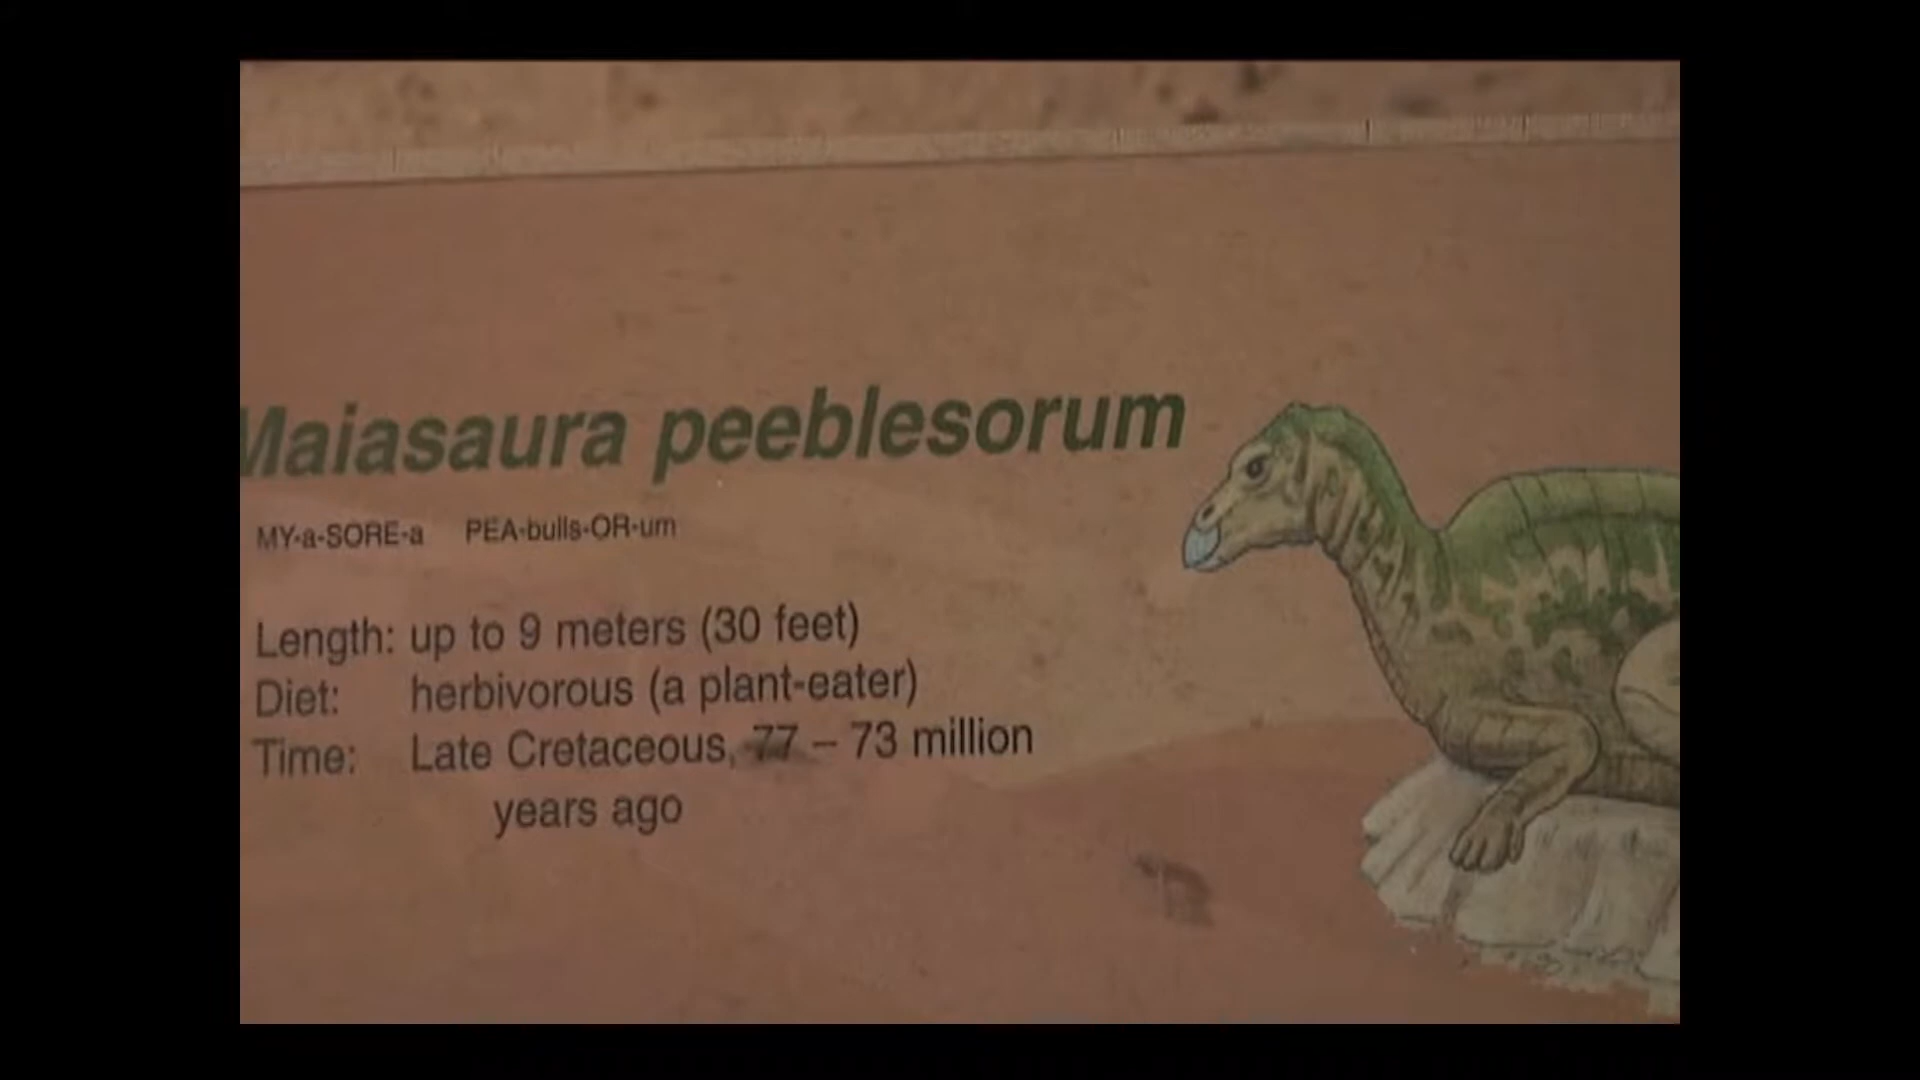 Maiasaura peeblesorum
MY-a-SORE-a PEA-bulls-OR-um
Length: up to 9 meters (30 feet)
Diet: herbivorous (a plant-eater)
Time: Late Cretaceous, 77 – 73 million
years ago